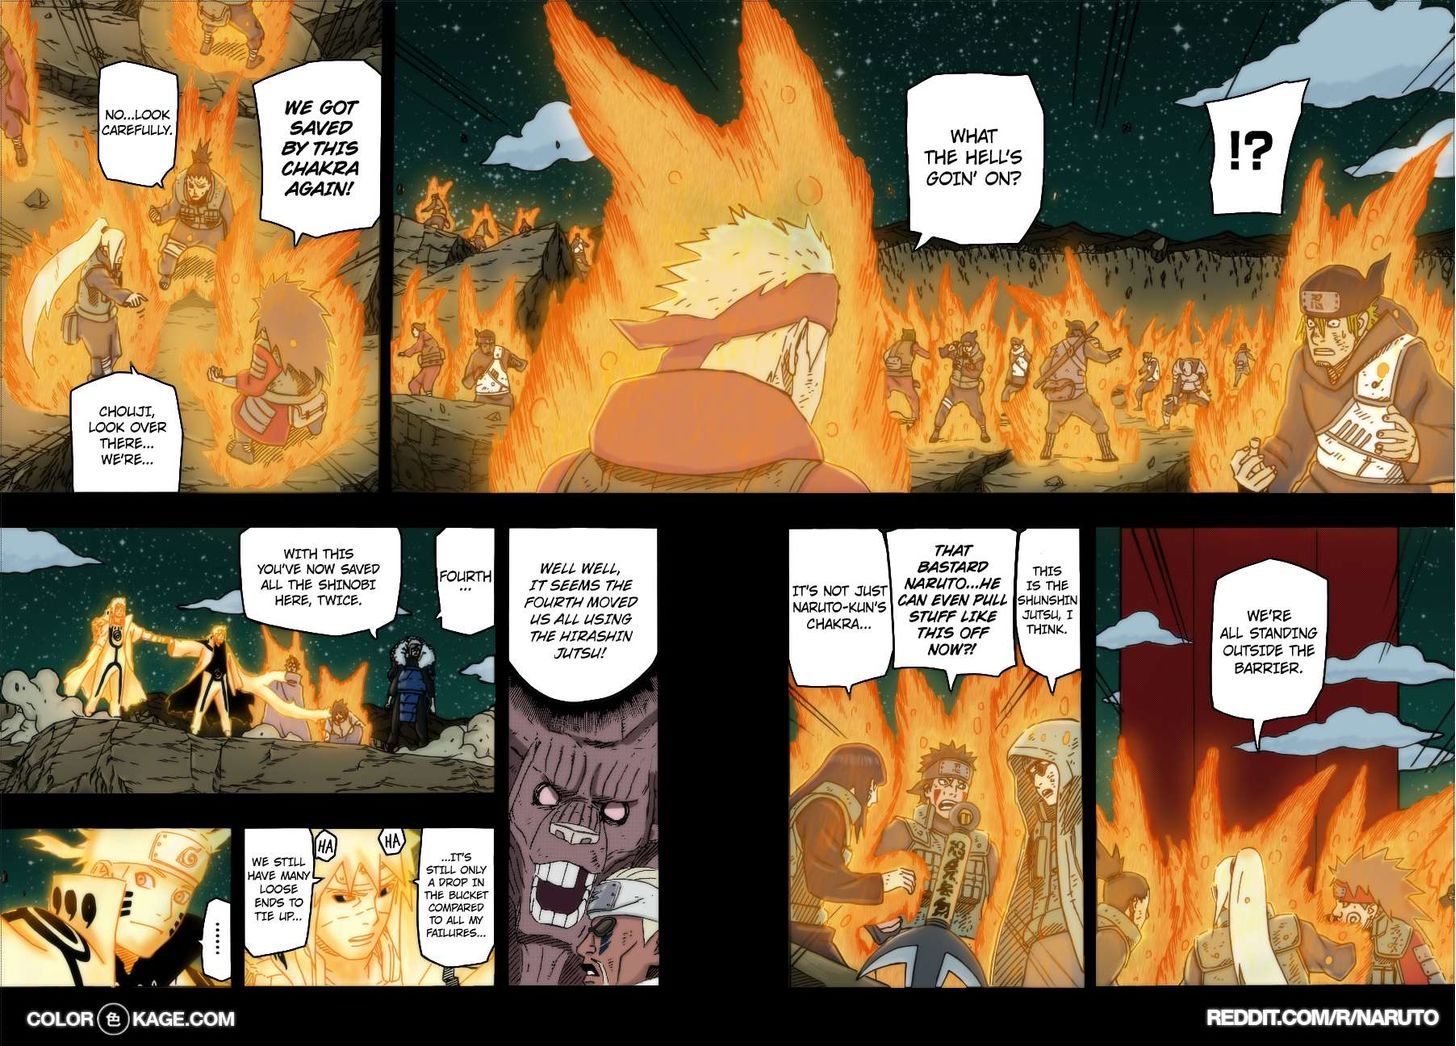 !?
WHAT
THE HELL'S
GOIN' ON?
WE GOT
SAVED
BY THIS
CHAKRA
AGAIN!
NO...LOOK
CAREFULLY.
CHOUJI,
LOOK OVER
THERE...
WE'RE...
WE'RE
ALL STANDING
OUTSIDE THE
BARRIER.
THIS
IS THE
SHUNSHIN
JUTSU, I
THINK.
THAT
BASTARD
NARUTO...HE
CAN EVEN PULL
STUFF LIKE
THIS OFF
NOW?!
IT'S NOT JUST
NARUTO-KUN'S
CHAKRA...
WELL WELL,
IT SEEMS THE
FOURTH MOVED
US ALL USING
THE HIRASHIN
JUTSU!
FOURTH
...
WITH THIS
YOU'VE NOW SAVED
ALL THE SHINOBI
HERE, TWICE.
...IT'S
STILL ONLY
A DROP IN
THE BUCKET
COMPARED
TO ALL MY
FAILURES...
HA
HA
WE STILL
HAVE MANY
LOOSE
ENDS TO
TIE UP...
........
COLOR 色 KAGE.COM
REDDIT.COM/R/NARUTO